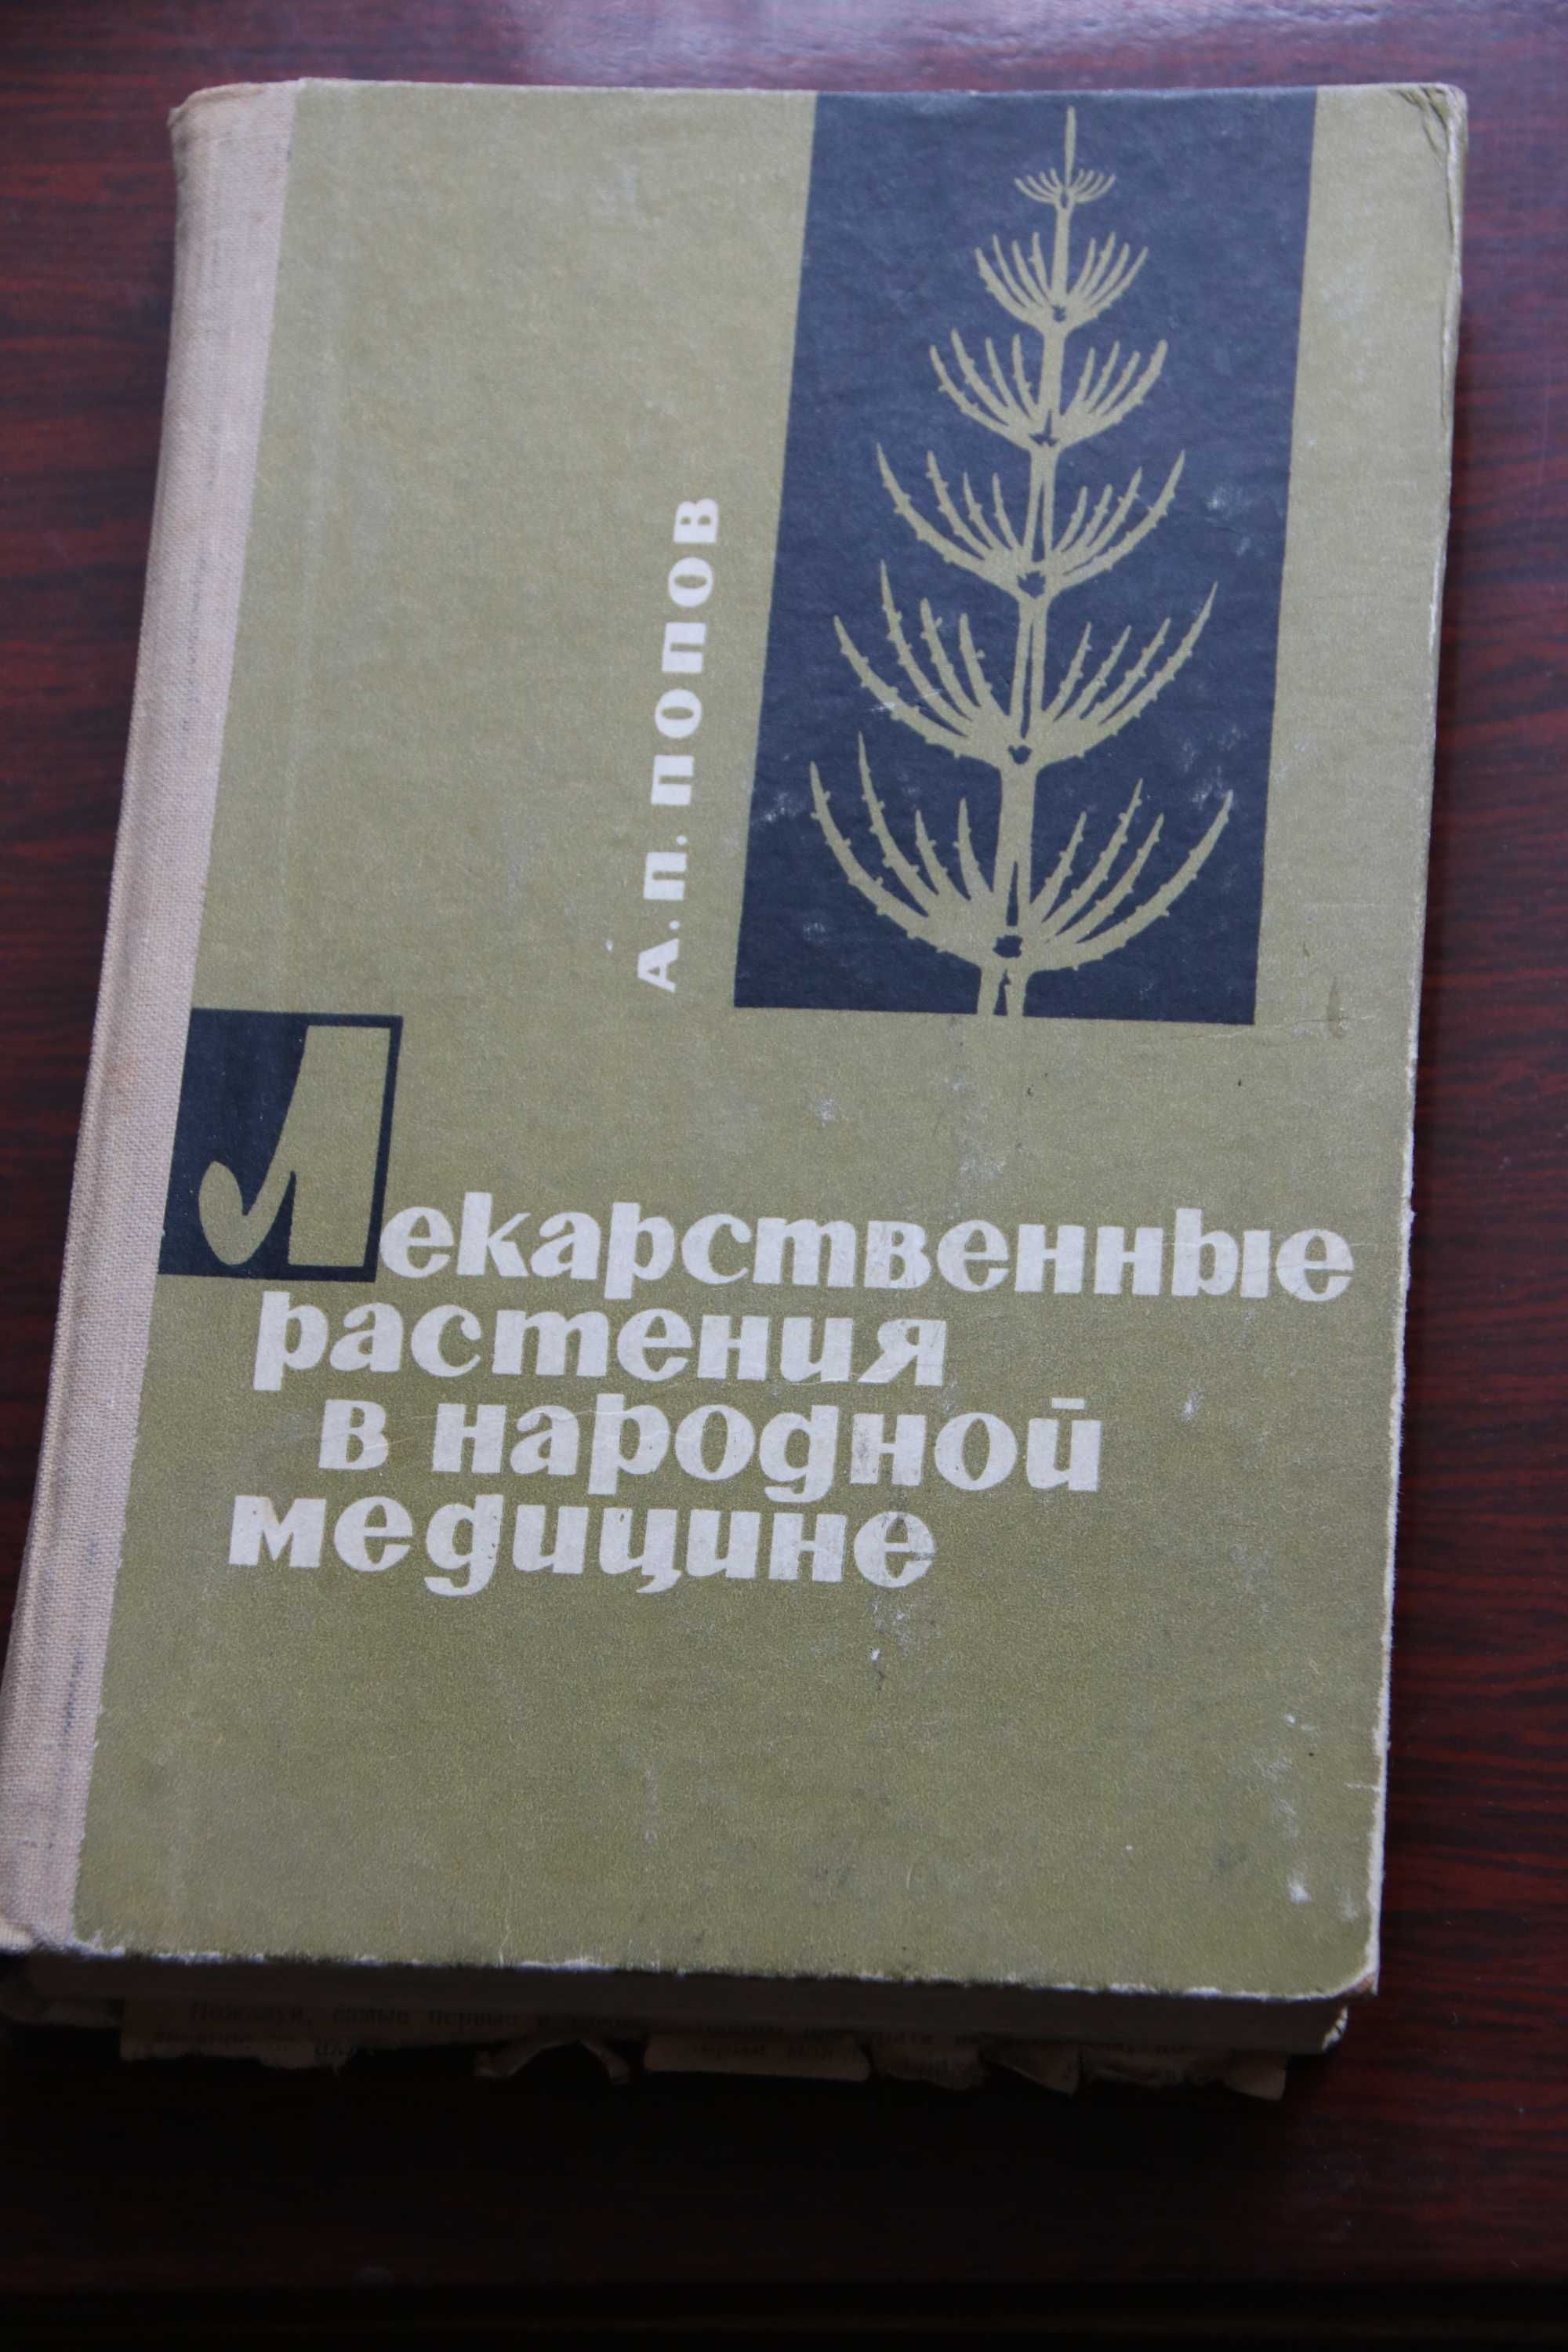 А. П. ПОПОВ
Лекарственные
растения
в народной
медицине